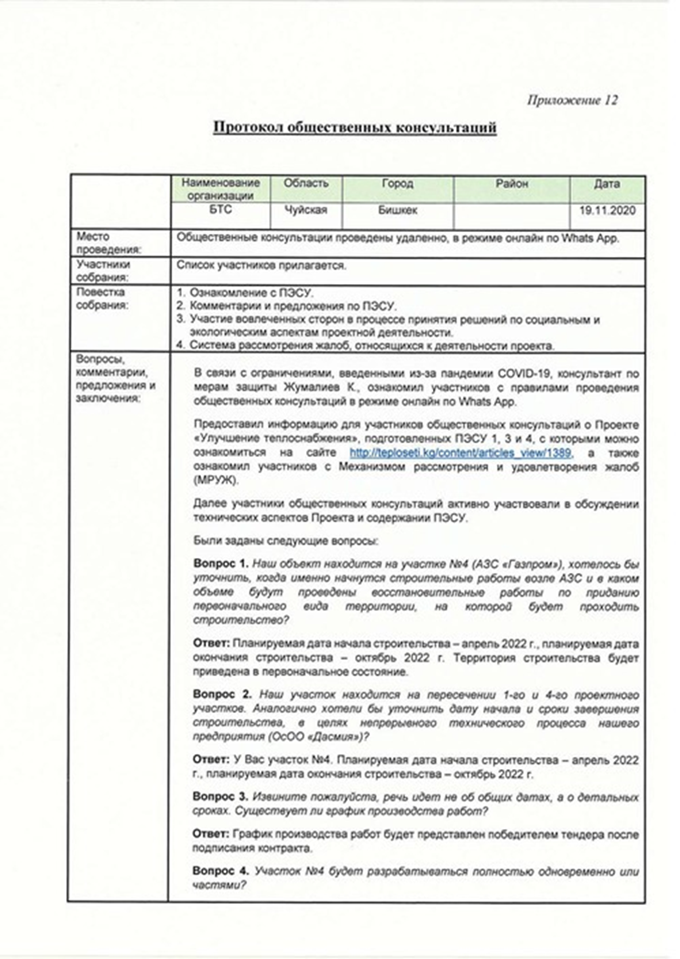 Приложение 12
Протокол общественных консультаций
Наименование организации Область Город Район Дата
БТС Чуйская Бишкек 19.11.2020
Место проведения: Общественные консультации проведены удаленно, в режиме онлайн по Whats App.
Участники собрания: Список участников прилагается.
Повестка собрания:
1. Ознакомление с ПЭСУ.
2. Комментарии и предложения по ПЭСУ.
3. Участие вовлеченных сторон в процессе принятия решений по социальным и
экологическим аспектам проектной деятельности.
4. Система рассмотрения жалоб, относящихся к деятельности проекта.
Вопросы,
комментарии,
предложения и
заключения:
В связи с ограничениями, введенными из-за пандемии COVID-19, консультант по
мерам защиты Жумалиев К., ознакомил участников с правилами проведения
общественных консультаций в режиме онлайн по Whats App.
Предоставил информацию для участников общественных консультаций о Проекте
«Улучшение теплоснабжения», подготовленных ПЭСУ 1, 3 и 4, с которыми можно
ознакомиться на сайте http://teploseti.kg/content/articles_view/1389, а также
ознакомил участников с Механизмом рассмотрения и удовлетворения жалоб
(МРУЖ).
Далее участники общественных консультаций активно участвовали в обсуждении
технических аспектов Проекта и содержании ПЭСУ.
Были заданы следующие вопросы:
Вопрос 1. Наш объект находится на участке №4 (АЗС «Газпром»), хотелось бы
уточнить, когда именно начнутся строительные работы возле АЗС и в каком
объеме будут проведены восстановительные работы по приданию
первоначального вида территории, на которой будет проходить
строительство?
Ответ: Планируемая дата начала строительства – апрель 2022 г., планируемая дата
окончания строительства – октябрь 2022 г. Территория строительства будет
приведена в первоначальное состояние.
Вопрос 2. Наш участок находится на пересечении 1-го и 4-го проектного
участков. Аналогично хотели бы уточнить дату начала и сроки завершения
строительства, в целях непрерывного технического процесса нашего
предприятия (ОсОО «Дасмия»)?
Ответ: У Вас участок №4. Планируемая дата начала строительства – апрель 2022
г., планируемая дата окончания строительства – октябрь 2022 г.
Вопрос 3. Извините пожалуйста, речь идет не об общих датах, а о детальных
сроках. Существует ли график производства работ?
Ответ: График производства работ будет представлен победителем тендера после
подписания контракта.
Вопрос 4. Участок №4 будет разрабатываться полностью одновременно или
частями?